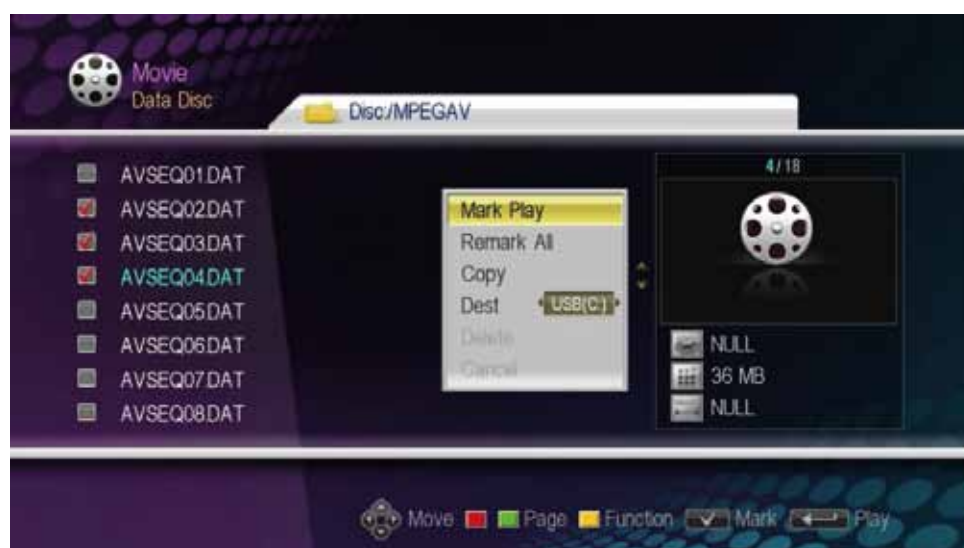 Movie
Data Disc
Disc:/MPEGAV
AVSEQ01.DAT
AVSEQ02.DAT
AVSEQ03.DAT
AVSEQ04.DAT
AVSEQ05.DAT
AVSEQ06.DAT
AVSEQ07.DAT
AVSEQ08.DAT
Mark Play
Remark All
Copy
Dest USB(C:)
Delete
Cancel
4/18
NULL
36 MB
NULL
Move Page Function Mark Play